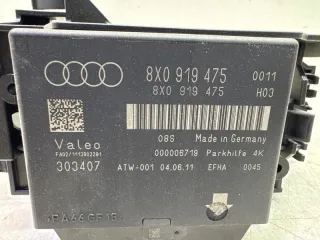 8X0 919 475 0011
8X0 919 475 H03
Valeo 08S Made in Germany
000006719 Parkhilfe 4K
303407 ATW-001 04.06.11 EFHA 0045